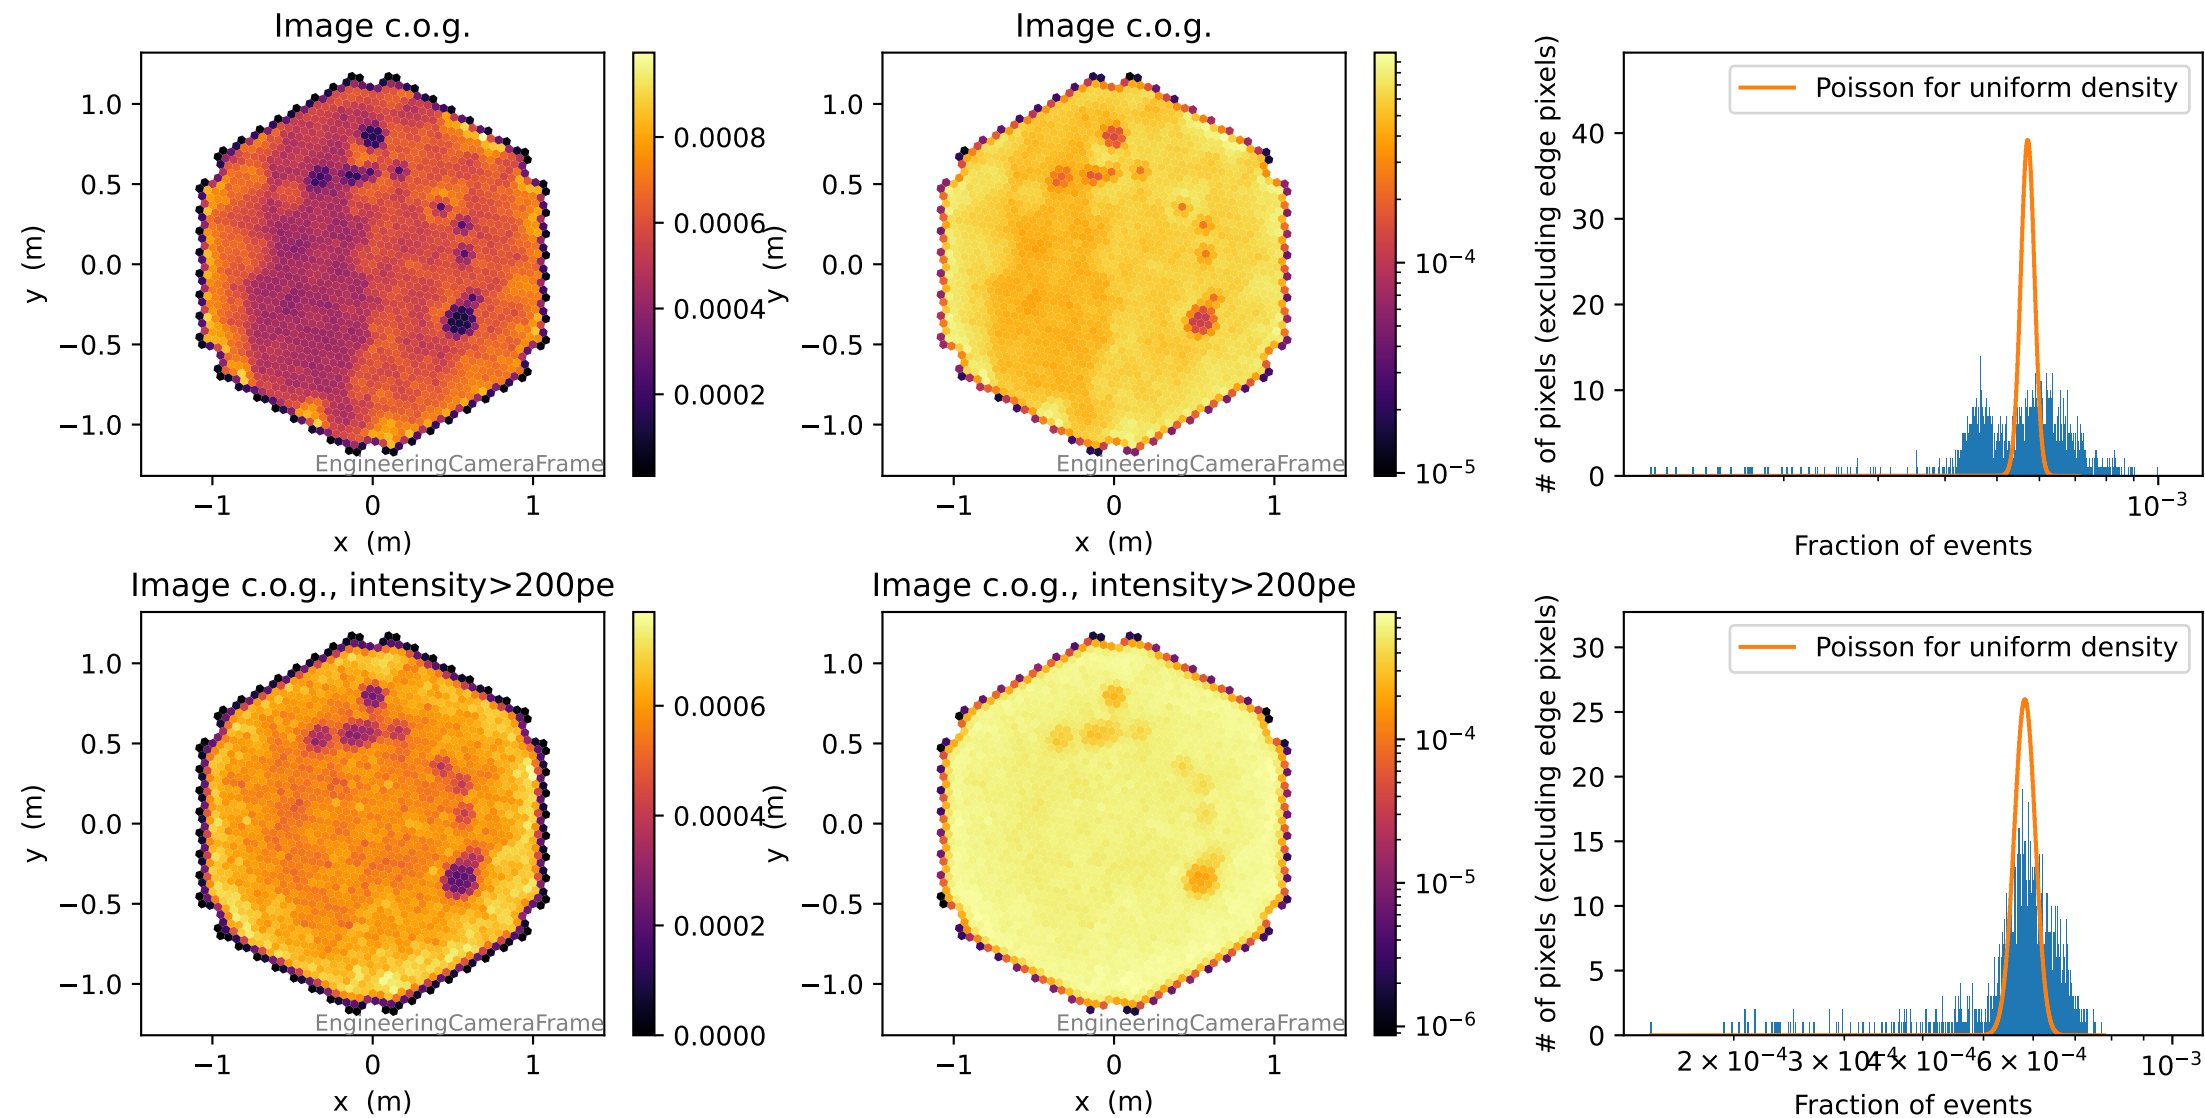 Image c.o.g.
y (m)
1.0
0.5
0.0
−0.5
−1.0
−1 0 1
x (m)
EngineeringCameraFrame
0.0008
0.0006
0.0004
0.0002
Image c.o.g.
y (m)
1.0
0.5
0.0
−0.5
−1.0
−1 0 1
x (m)
EngineeringCameraFrame
10⁻⁴
10⁻⁵
# of pixels (excluding edge pixels)
40
30
20
10
0
Poisson for uniform density
10⁻³
Fraction of events
Image c.o.g., intensity>200pe
y (m)
1.0
0.5
0.0
−0.5
−1.0
−1 0 1
x (m)
EngineeringCameraFrame
0.0006
0.0004
0.0002
0.0000
Image c.o.g., intensity>200pe
y (m)
1.0
0.5
0.0
−0.5
−1.0
−1 0 1
x (m)
EngineeringCameraFrame
10⁻⁴
10⁻⁵
10⁻⁶
# of pixels (excluding edge pixels)
30
25
20
15
10
5
0
Poisson for uniform density
2 × 10⁻⁴ 3 × 10⁻⁴ 4 × 10⁻⁴ 6 × 10⁻⁴ 10⁻³
Fraction of events